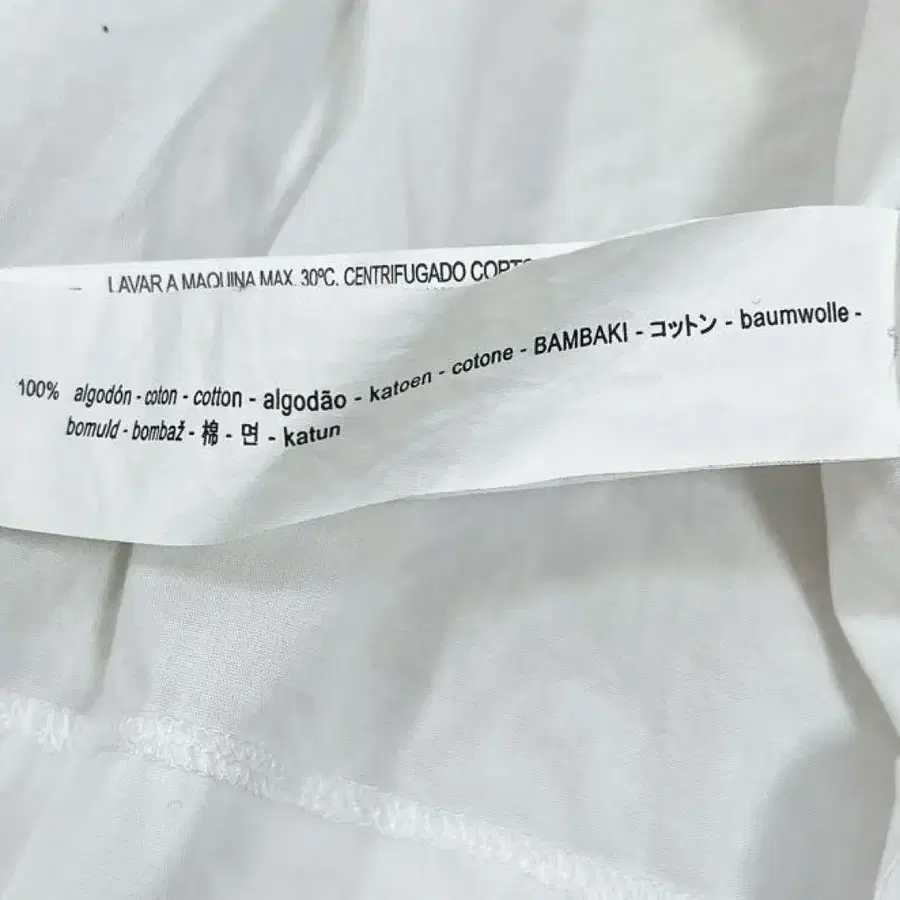 LAVAR A MAQUINA MAX. 30ºC. CENTRIFUGADO
100% algodón - coton - cotton - algodão - katoen - cotone - BAMBAKI - コットン - baumwolle -
bomuld - bombaž - 棉 - 면 - katun